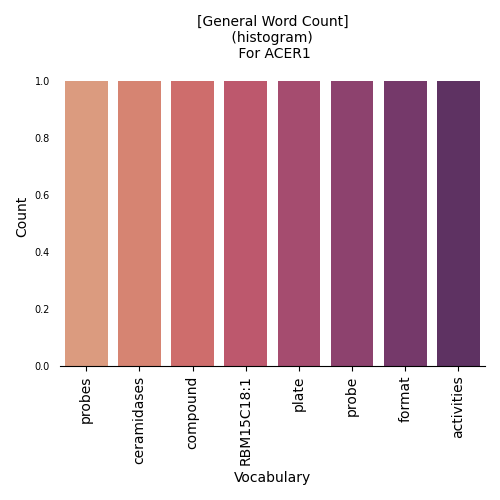 [General Word Count]
(histogram)
For ACER1
1.0
0.8
0.6
0.4
0.2
0.0
Count
probes
ceramidases
compound
RBM15C18:1
plate
probe
format
activities
Vocabulary